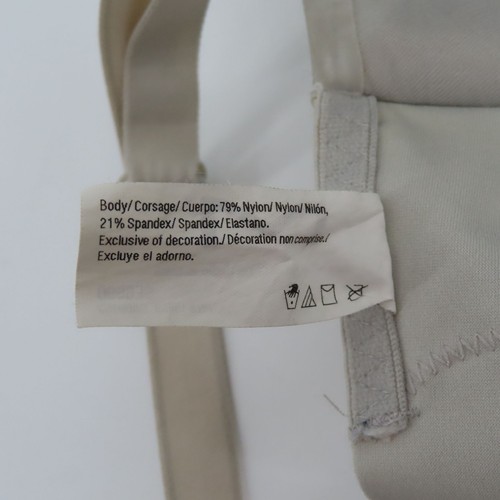 Body/ Corsage/ Cuerpo: 79% Nylon/ Nylon/ Nilón,
21% Spandex/ Spandex/ Elastano.
Exclusive of decoration./ Décoration non comprise./
Excluye el adorno.